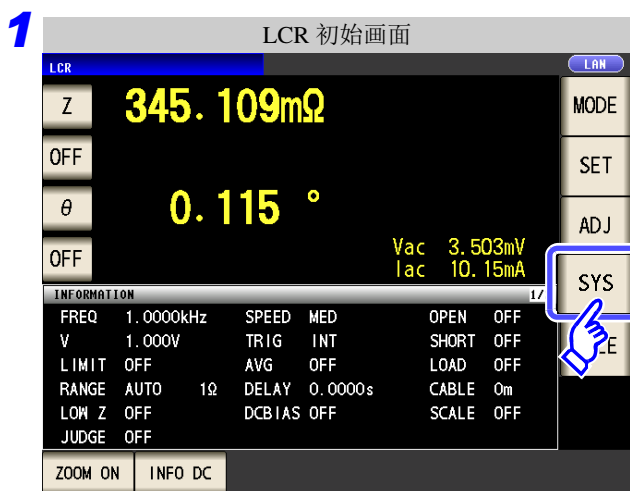 1
LCR 初始画面
LCR
LAN
Z 345.109mΩ
MODE
OFF
SET
θ 0.115 °
ADJ
OFF
Vac 3.503mV
Iac 10.15mA
SYS
INFORMATION 1/
FREQ 1.0000kHz SPEED MED OPEN OFF
V 1.000V TRIG INT SHORT OFF
LIMIT OFF AVG OFF LOAD OFF
RANGE AUTO 1Ω DELAY 0.0000s CABLE 0m
LOW Z OFF DCBIAS OFF SCALE OFF
JUDGE OFF
ZOOM ON INFO DC